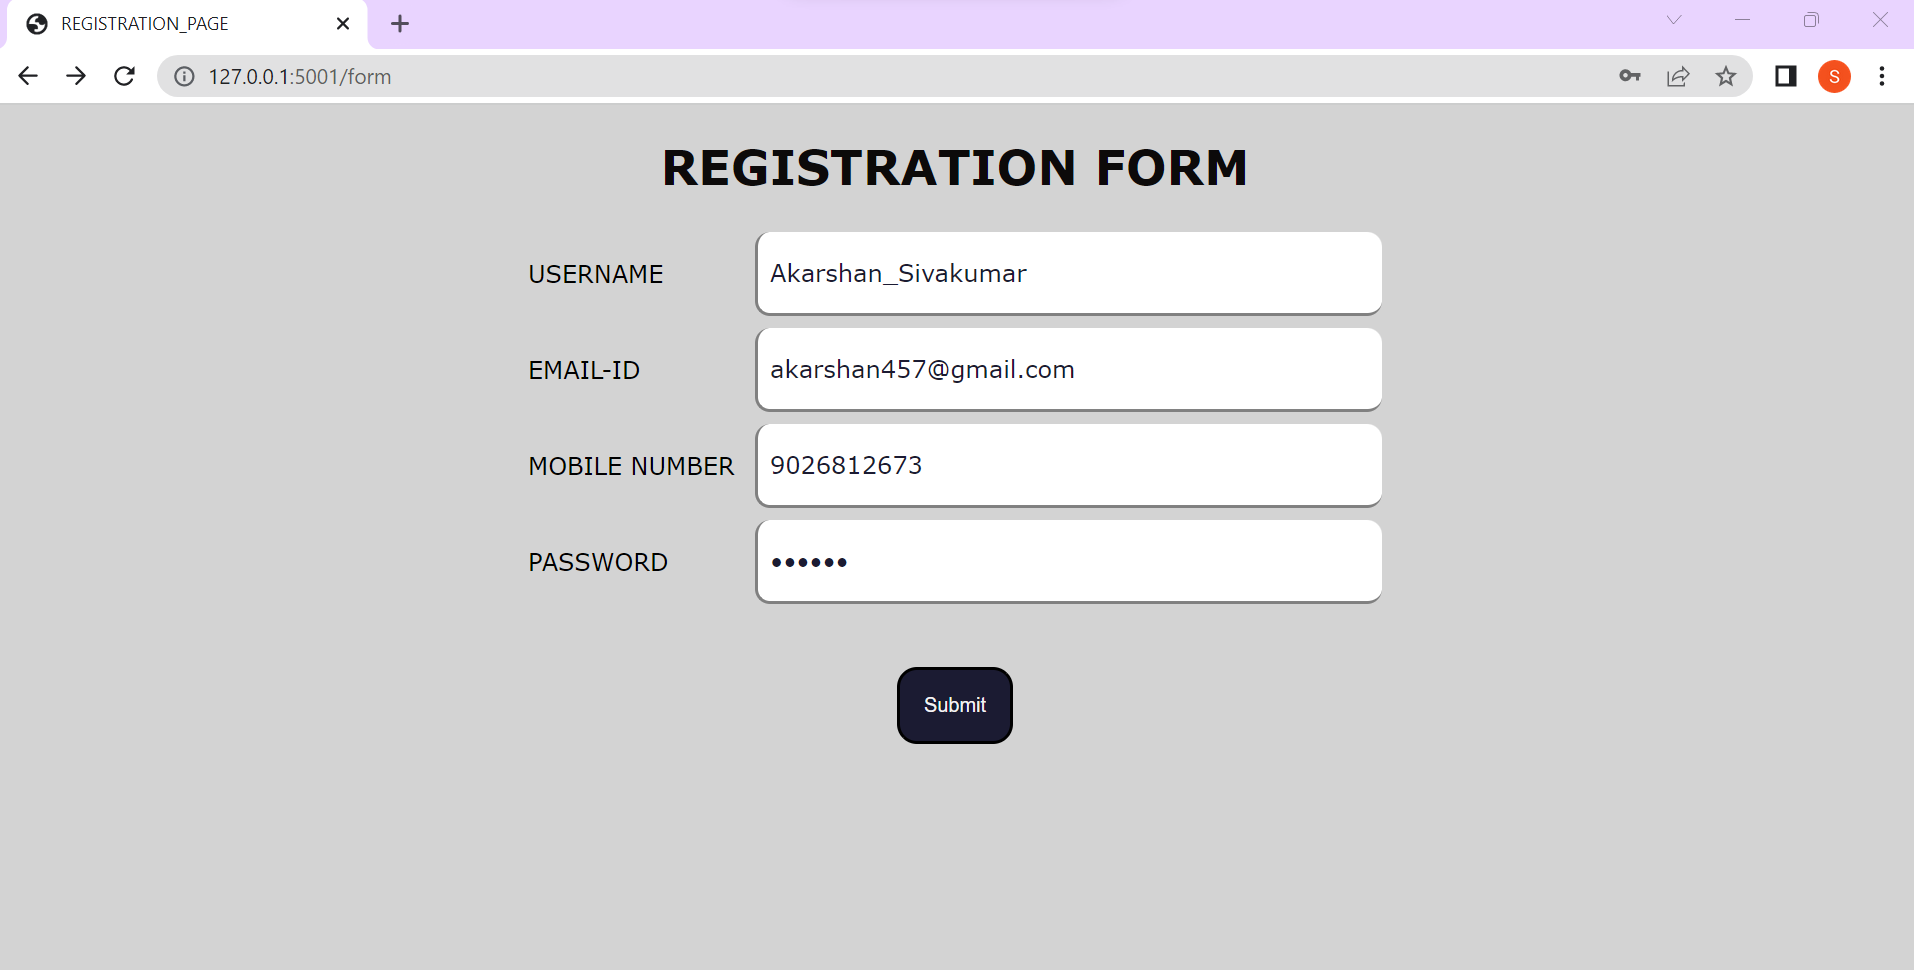 REGISTRATION_PAGE
127.0.0.1:5001/form
S
REGISTRATION FORM
USERNAME Akarshan_Sivakumar
EMAIL-ID akarshan457@gmail.com
MOBILE NUMBER 9026812673
PASSWORD ••••••
Submit